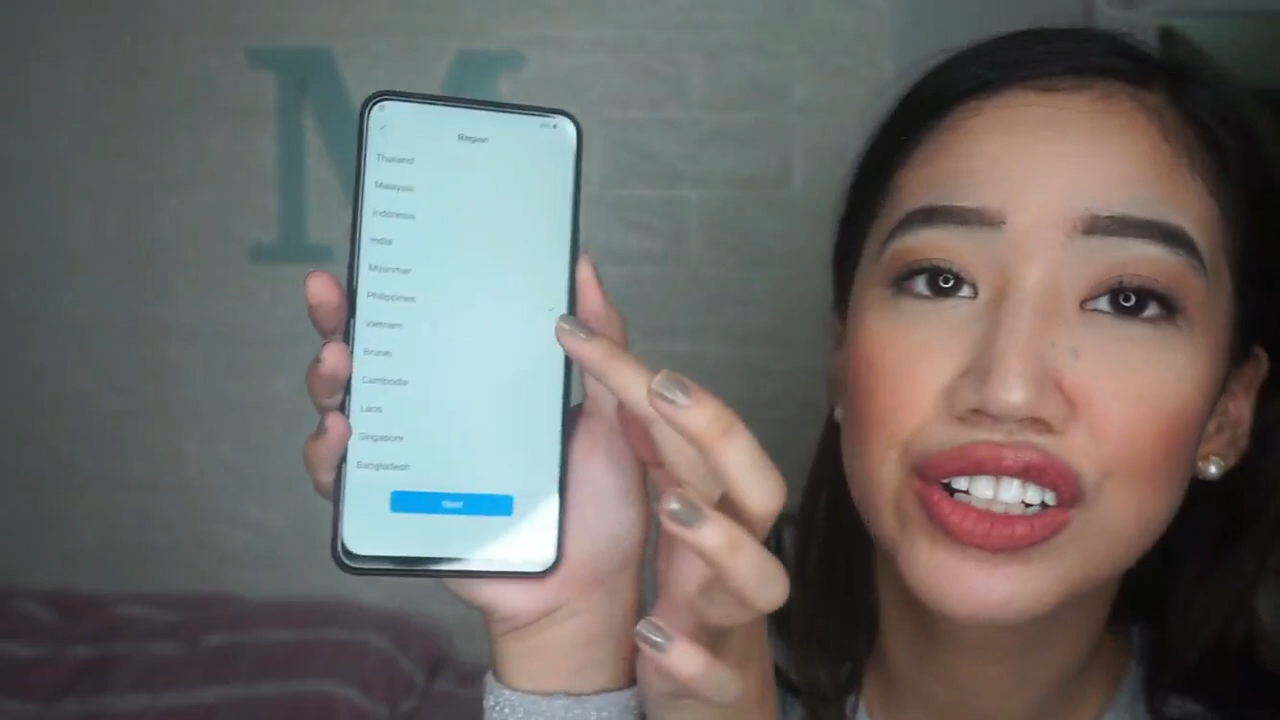 M
Region
Thailand
Malaysia
Indonesia
India
Myanmar
Philippines
Vietnam
Brunei
Cambodia
Laos
Singapore
Bangladesh
Next